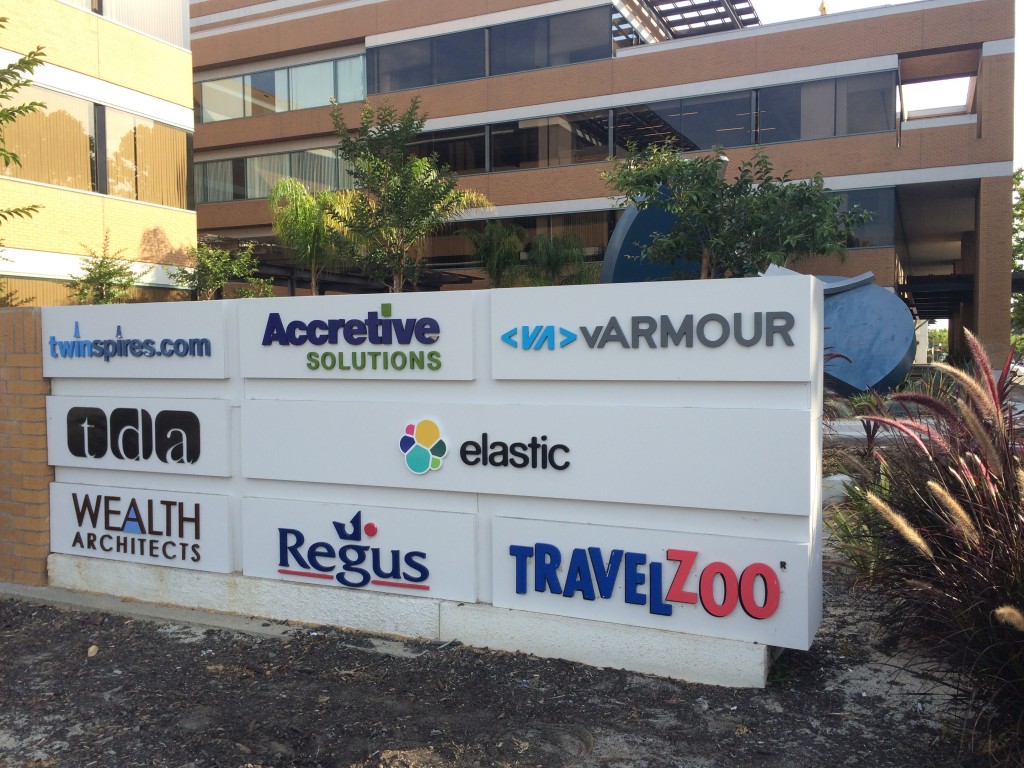 twinspires.com
Accretive
SOLUTIONS
<VA> vARMOUR
tda
elastic
WEALTH
ARCHITECTS
Regus
TRAVELZOO®